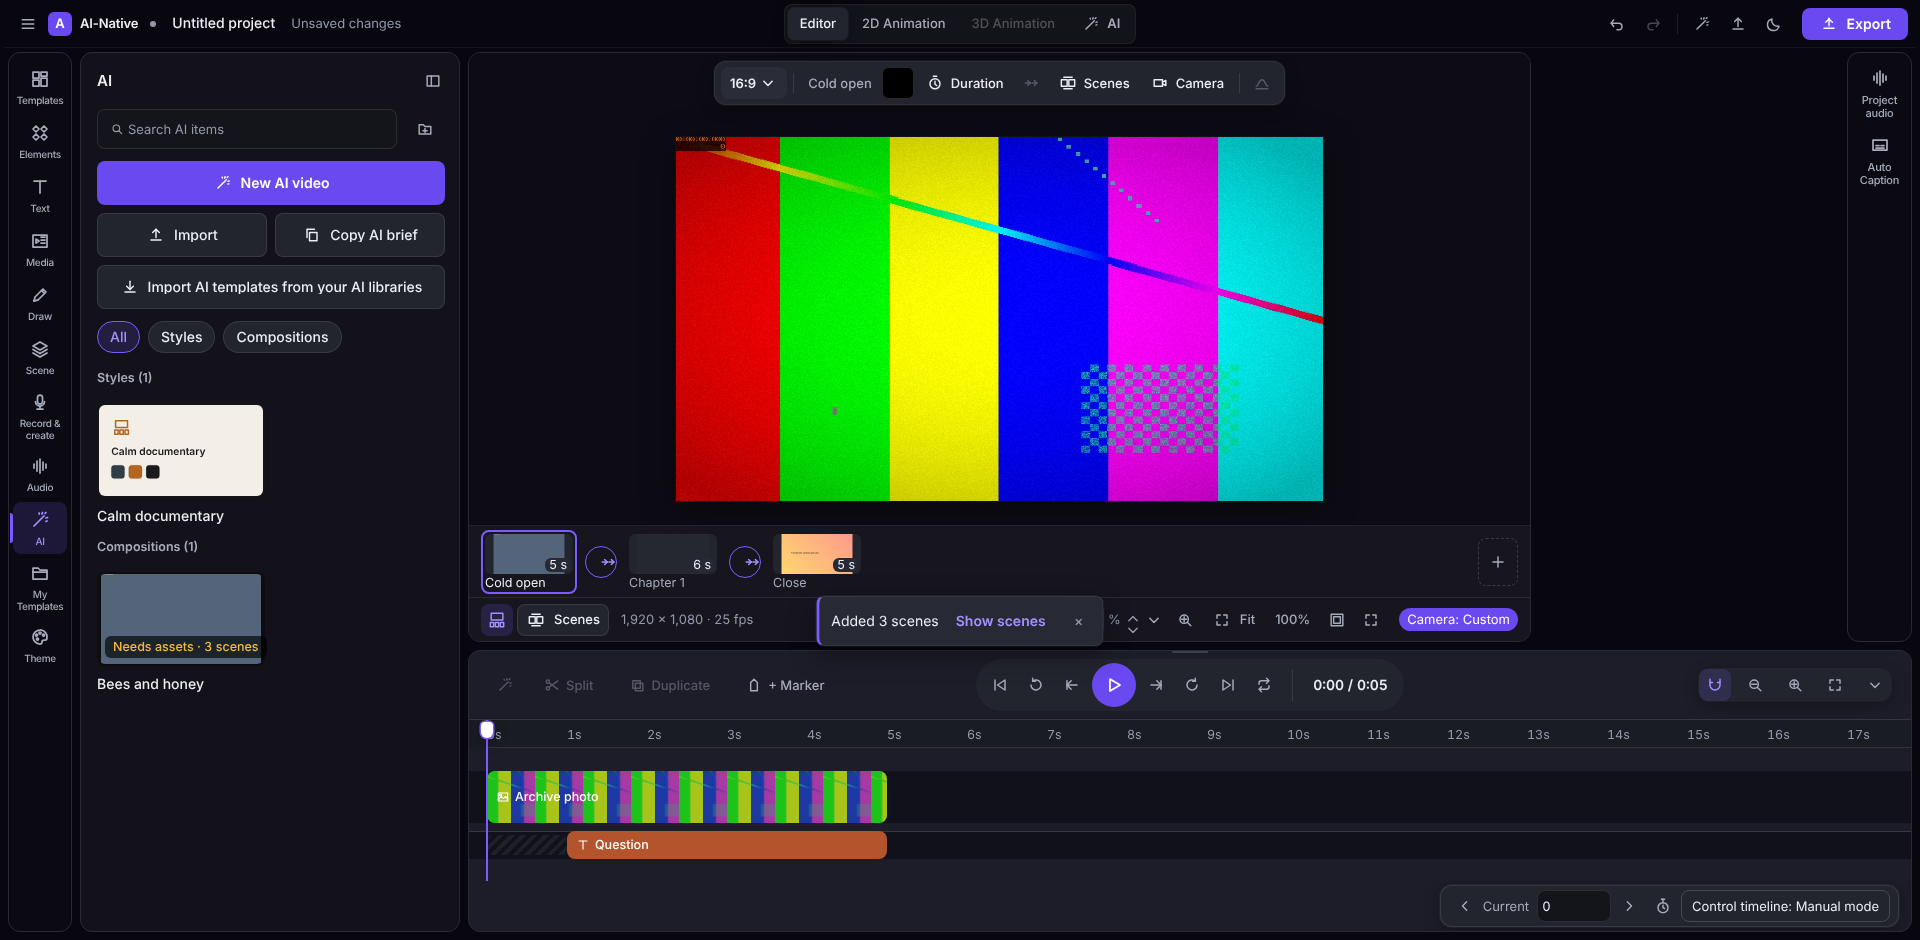 A AI-Native Untitled project Unsaved changes
Editor 2D Animation 3D Animation AI
Export
Templates
Elements
Text
Media
Draw
Scene
Record &
create
Audio
AI
My
Templates
Theme
AI
Search AI items
New AI video
Import Copy AI brief
Import AI templates from your AI libraries
All Styles Compositions
Styles (1)
Calm documentary
Calm documentary
Compositions (1)
Needs assets · 3 scenes
Bees and honey
16:9 Cold open Duration Scenes Camera
5 s 6 s 5 s
Cold open Chapter 1 Close
Scenes 1,920 × 1,080 · 25 fps
Added 3 scenes Show scenes ×
% Fit 100% Camera: Custom
Project
audio
Auto
Caption
Split Duplicate + Marker
0:00 / 0:05
1s 2s 3s 4s 5s 6s 7s 8s 9s 10s 11s 12s 13s 14s 15s 16s 17s
Archive photo
Question
Current 0 Control timeline: Manual mode